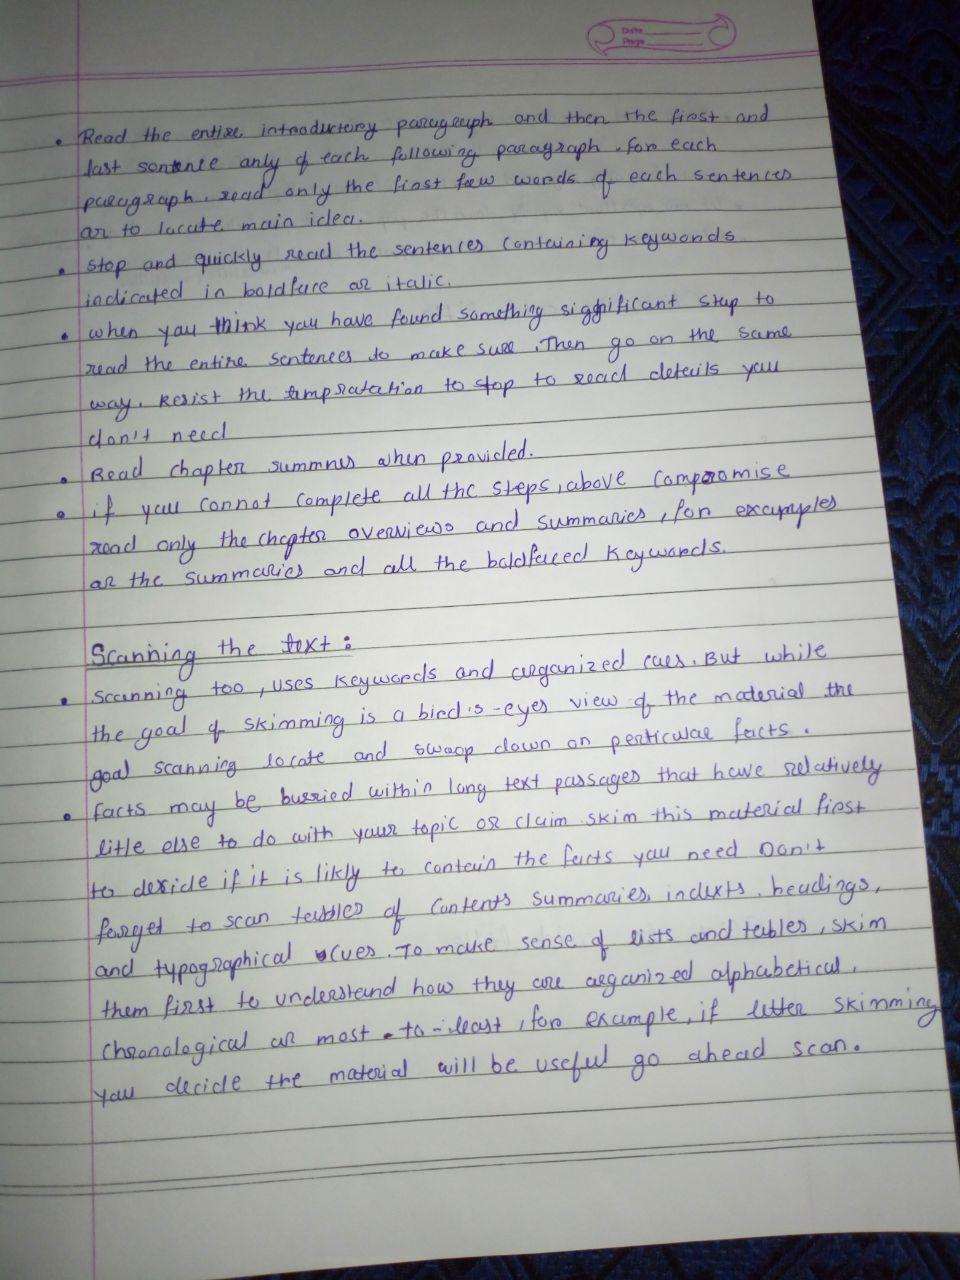 Date
Page
• Read the entire introductory paragraph and then the first and
last sentence only of each following paragraph. for each
paragraph, read only the first few words of each sentences
or to locate main idea.
• Stop and quickly read the sentences Containing Keywords
indicated in boldface or italic.
• when you think you have found something siggnificant stop to
read the entire sentences to make sure. Then go on the same
way. Resist the tempratation to stop to read details you
don't need
• Read chapter summnes when provided.
• if you Connot Complete all the steps, above Compromise
read only the chapter overviews and summaries, for examples
or the summaries and all the boldfaced Keywords.
Scanning the text:
• Scanning too, uses Keywords and organized cues. But while
the goal of skimming is a bird's-eyes view of the material the
goal scanning locate and swoop down on perticular facts.
• facts may be burried within long text passages that have relatively
litle else to do with your topic or claim. skim this material first
to decide if it is likly to contain the facts you need Don't
forget to scan tables of Contents summaries, indexts. headings,
and typographical cues. To make sense of lists and tables, skim
them first to understand how they are organized alphabetical,
Chronological or most-to-least, for example, if letter skimming
you decide the material will be useful go ahead scan.